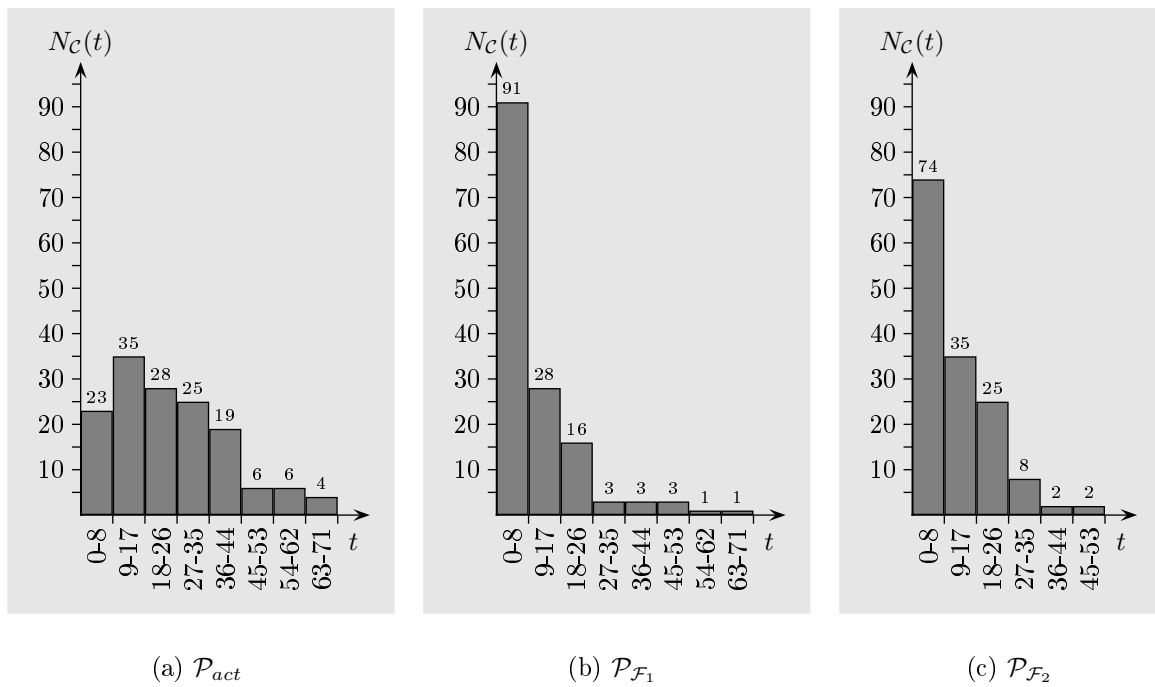 N_C(t) N_C(t) N_C(t)
90 91 90 90
80 80 80
74
70 70 70
60 60 60
50 50 50
40 40 40
35 35
30 28 25 30 28 30
23 25
20 19 20 16 20
10 6 6 4 10 3 3 3 1 1 10 8 2 2
0-8 9-17 18-26 27-35 36-44 45-53 54-62 63-71 t 0-8 9-17 18-26 27-35 36-44 45-53 54-62 63-71 t 0-8 9-17 18-26 27-35 36-44 45-53 t
(a) P_act (b) P_F₁ (c) P_F₂